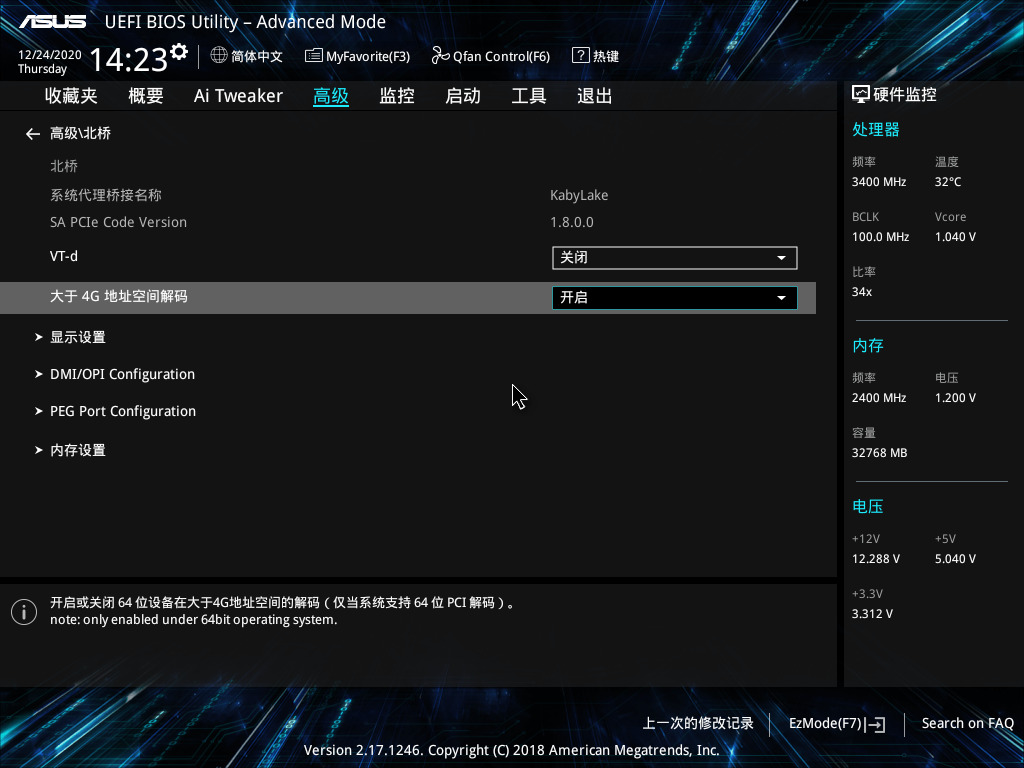 ASUS UEFI BIOS Utility – Advanced Mode
12/24/2020
Thursday
14:23
简体中文 MyFavorite(F3) Qfan Control(F6) ? 热键
收藏夹 概要 Ai Tweaker 高级 监控 启动 工具 退出
高级\北桥
北桥
系统代理桥接名称 KabyLake
SA PCIe Code Version 1.8.0.0
VT-d 关闭
大于 4G 地址空间解码 开启
显示设置
DMI/OPI Configuration
PEG Port Configuration
内存设置
开启或关闭 64 位设备在大于4G地址空间的解码（仅当系统支持 64 位 PCI 解码）。
note: only enabled under 64bit operating system.
硬件监控
处理器
频率 温度
3400 MHz 32°C
BCLK Vcore
100.0 MHz 1.040 V
比率
34x
内存
频率 电压
2400 MHz 1.200 V
容量
32768 MB
电压
+12V +5V
12.288 V 5.040 V
+3.3V
3.312 V
上一次的修改记录 EzMode(F7) Search on FAQ
Version 2.17.1246. Copyright (C) 2018 American Megatrends, Inc.